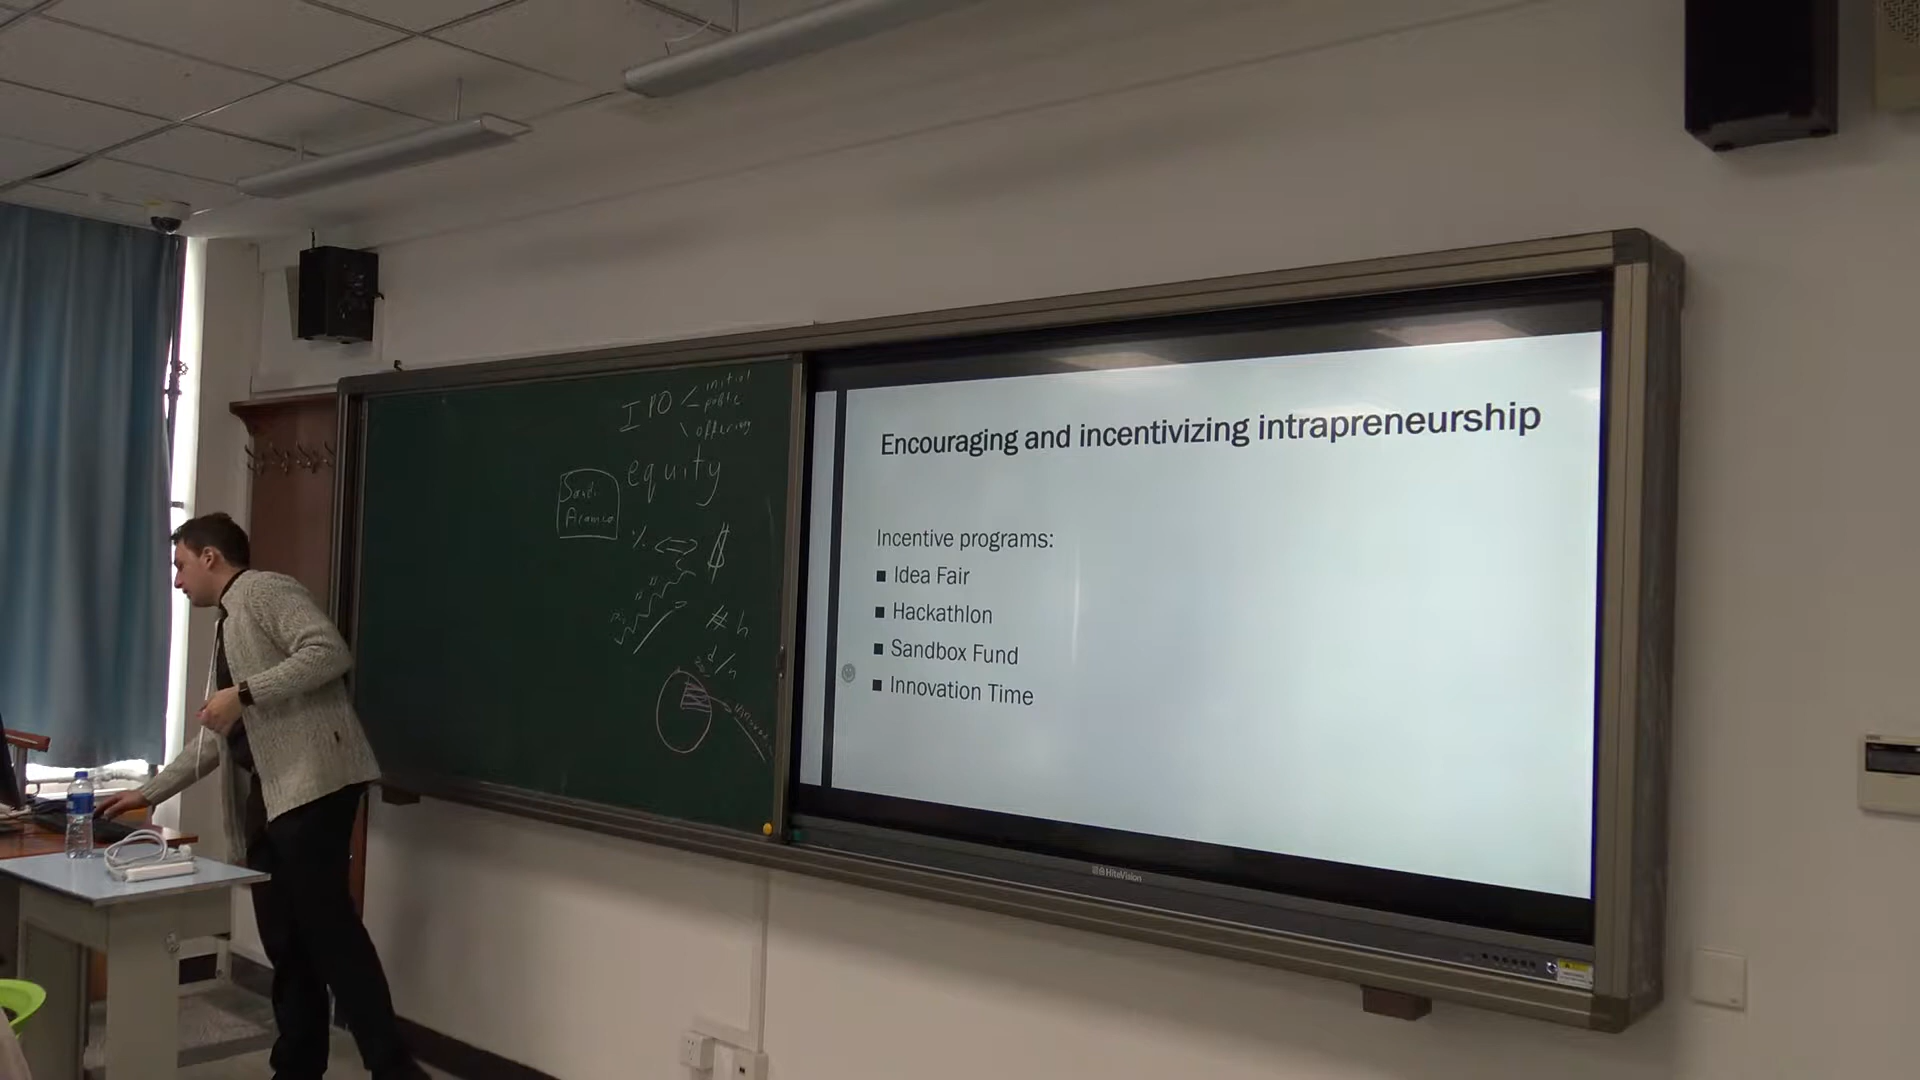 IPO
initial
public
offering
equity
Saudi
Aramco
% $
# h
d/n
Encouraging and incentivizing intrapreneurship
Incentive programs:
■ Idea Fair
■ Hackathlon
■ Sandbox Fund
■ Innovation Time
HiteVision